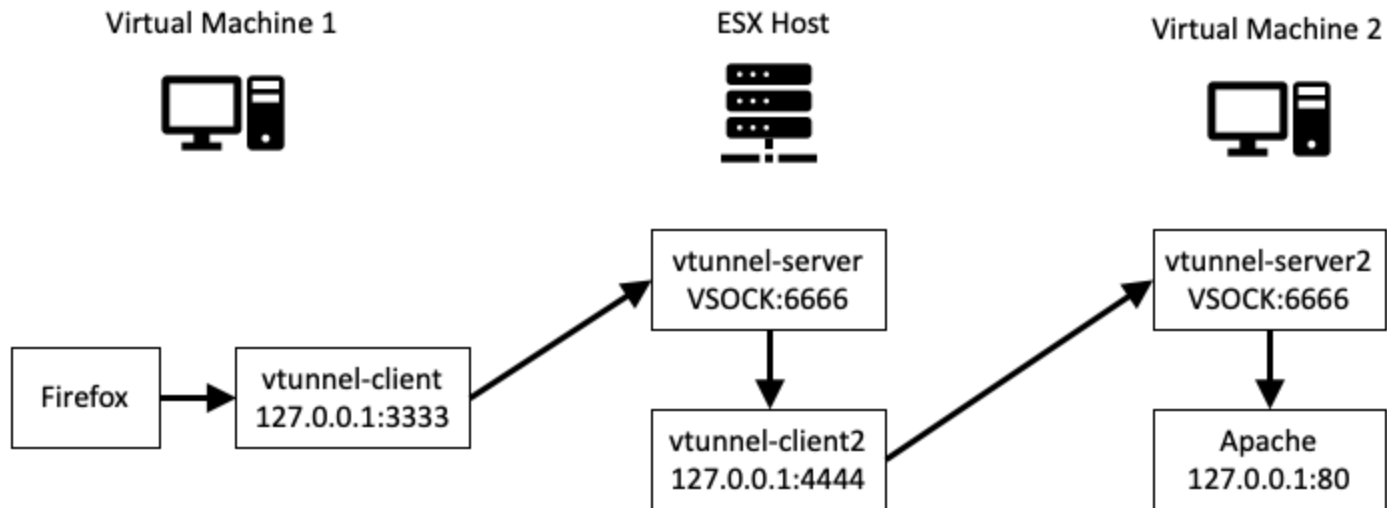 Virtual Machine 1
ESX Host
Virtual Machine 2
vtunnel-server
VSOCK:6666
vtunnel-server2
VSOCK:6666
Firefox
vtunnel-client
127.0.0.1:3333
vtunnel-client2
127.0.0.1:4444
Apache
127.0.0.1:80